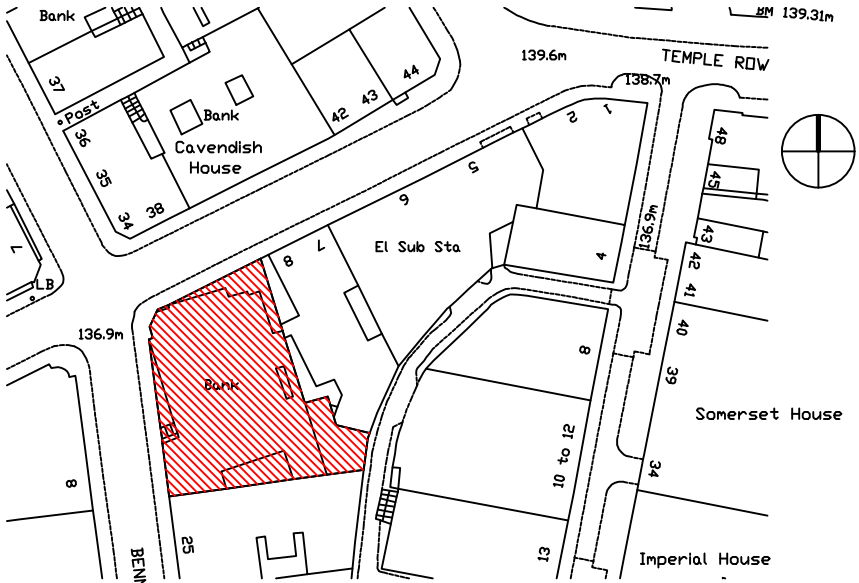 Bank
BM 139.31m
139.6m
TEMPLE ROW
138.7m
37
44
43
42
Post
Bank
Cavendish
House
36
35
34
38
1
2
5
6
7
8
El Sub Sta
4
136.9m
48
45
43
42
41
40
39
34
7
LB
136.9m
Bank
8
8
10 to 12
13
25
Somerset House
Imperial House
BENN